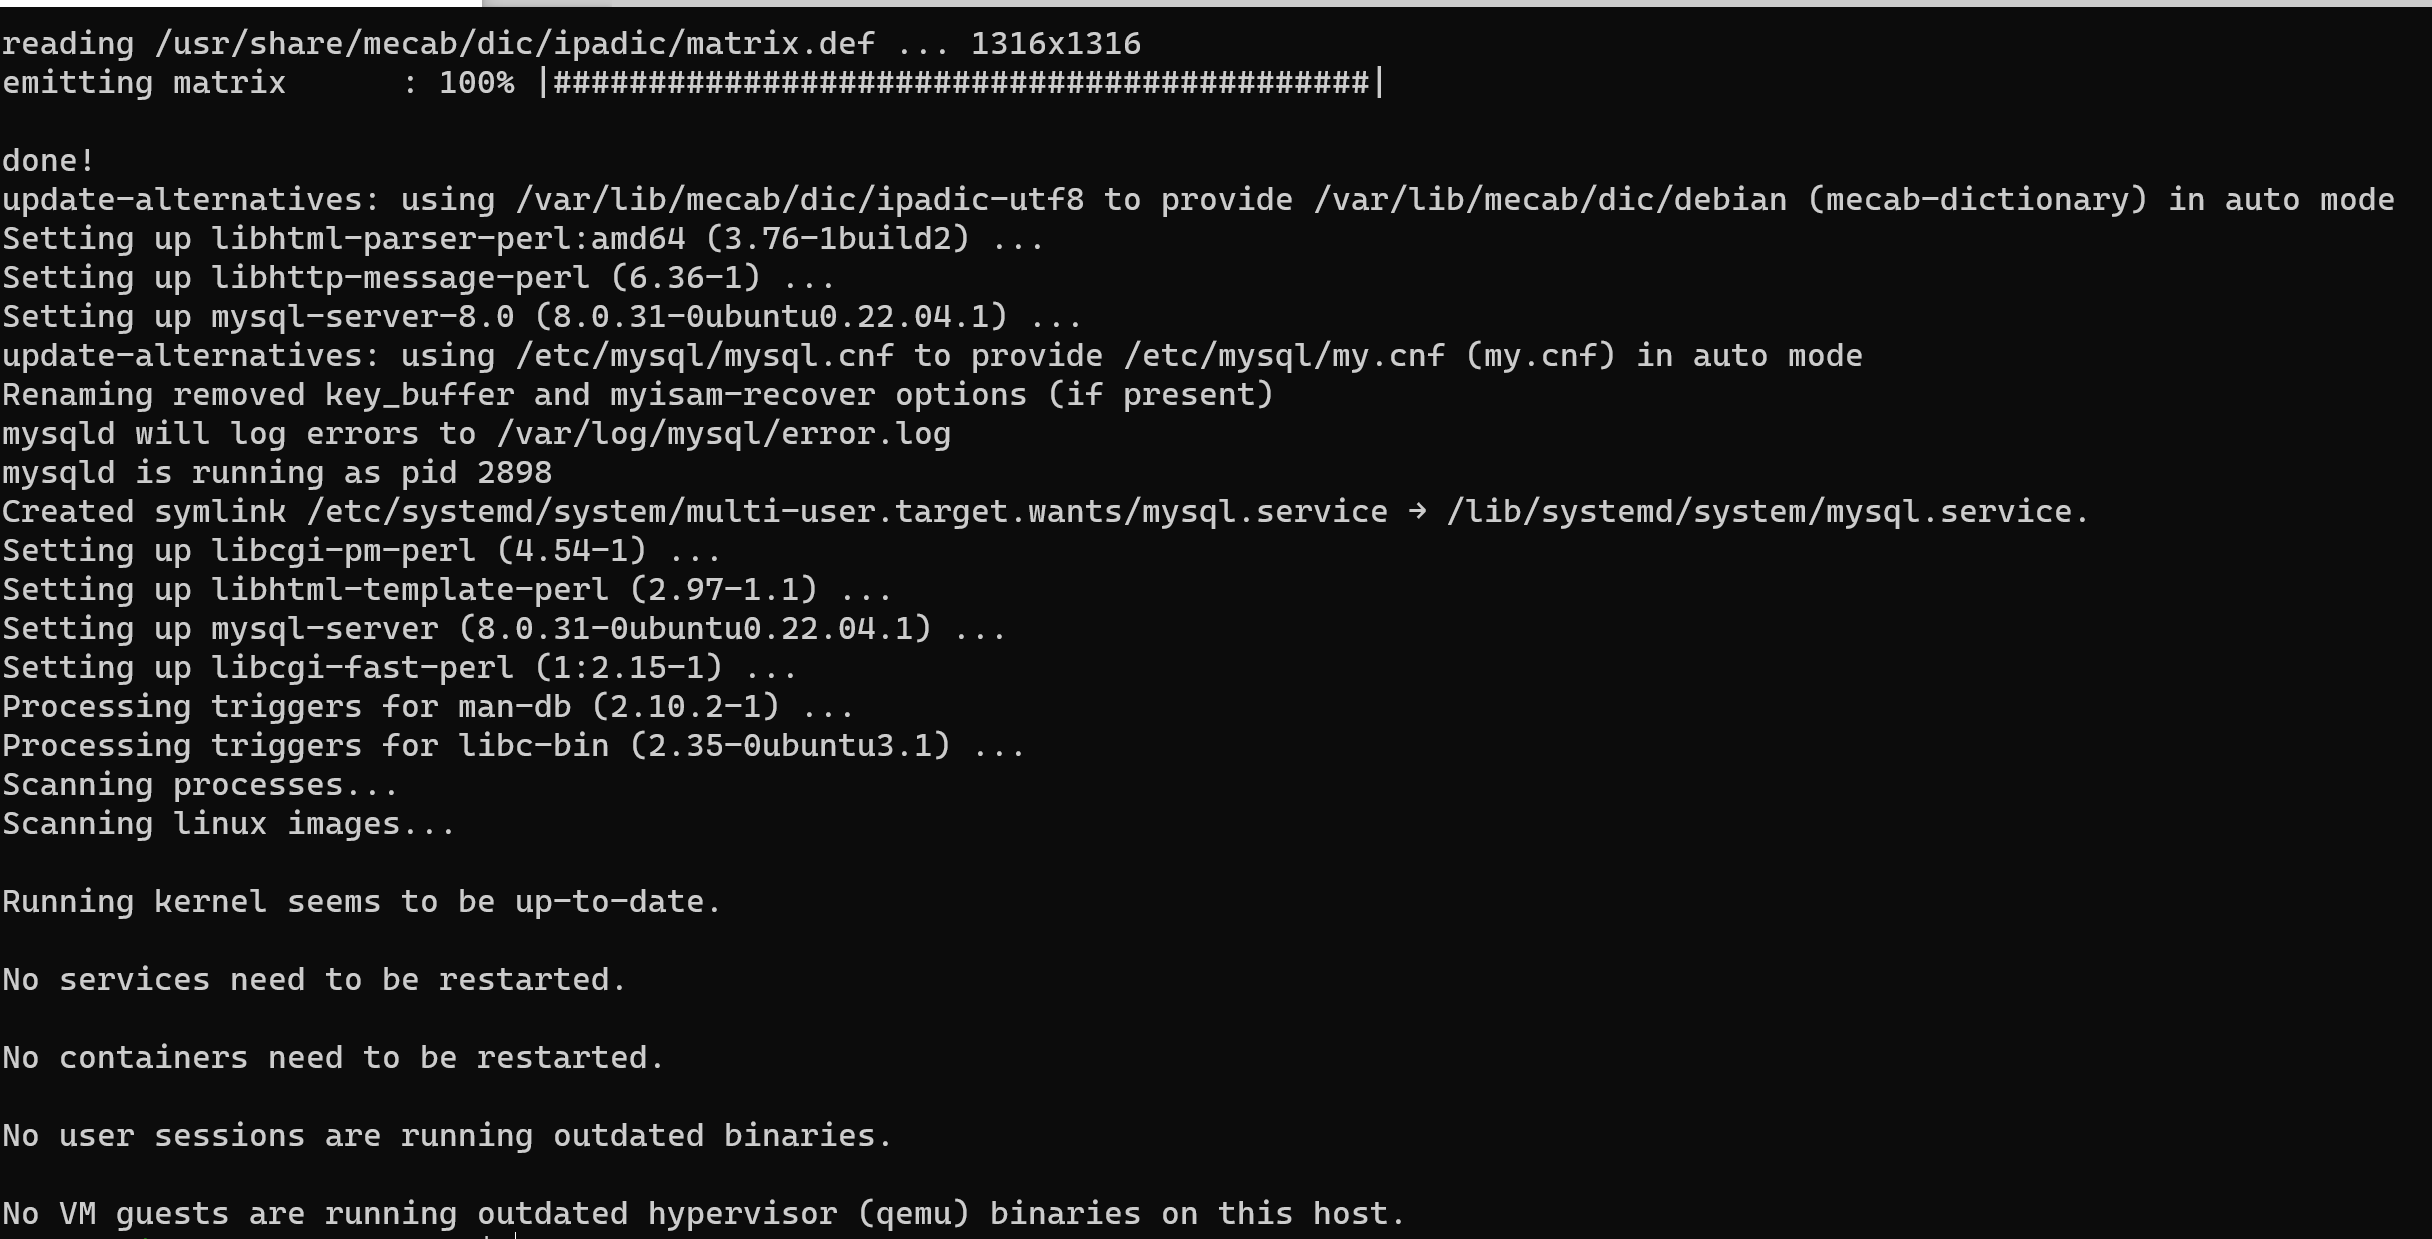 reading /usr/share/mecab/dic/ipadic/matrix.def ... 1316x1316
emitting matrix      : 100% |###########################################|
done!
update-alternatives: using /var/lib/mecab/dic/ipadic-utf8 to provide /var/lib/mecab/dic/debian (mecab-dictionary) in auto mode
Setting up libhtml-parser-perl:amd64 (3.76-1build2) ...
Setting up libhttp-message-perl (6.36-1) ...
Setting up mysql-server-8.0 (8.0.31-0ubuntu0.22.04.1) ...
update-alternatives: using /etc/mysql/mysql.cnf to provide /etc/mysql/my.cnf (my.cnf) in auto mode
Renaming removed key_buffer and myisam-recover options (if present)
mysqld will log errors to /var/log/mysql/error.log
mysqld is running as pid 2898
Created symlink /etc/systemd/system/multi-user.target.wants/mysql.service → /lib/systemd/system/mysql.service.
Setting up libcgi-pm-perl (4.54-1) ...
Setting up libhtml-template-perl (2.97-1.1) ...
Setting up mysql-server (8.0.31-0ubuntu0.22.04.1) ...
Setting up libcgi-fast-perl (1:2.15-1) ...
Processing triggers for man-db (2.10.2-1) ...
Processing triggers for libc-bin (2.35-0ubuntu3.1) ...
Scanning processes...
Scanning linux images...
Running kernel seems to be up-to-date.
No services need to be restarted.
No containers need to be restarted.
No user sessions are running outdated binaries.
No VM guests are running outdated hypervisor (qemu) binaries on this host.